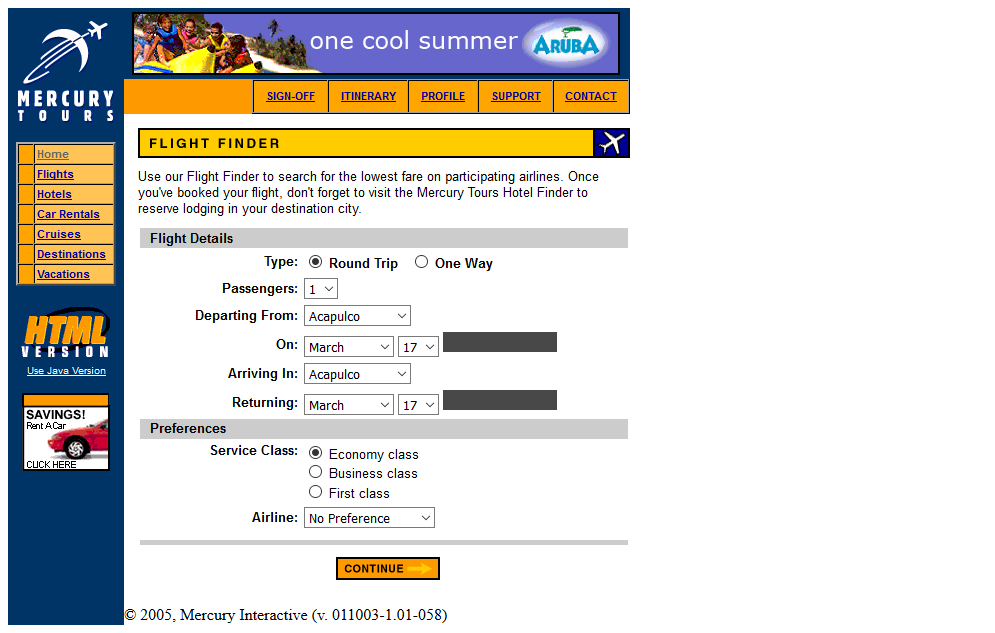 one cool summer ARUBA
MERCURY
TOURS
SIGN-OFF ITINERARY PROFILE SUPPORT CONTACT
Home
Flights
Hotels
Car Rentals
Cruises
Destinations
Vacations
HTML
VERSION
Use Java Version
SAVINGS!
Rent A Car
CLICK HERE
FLIGHT FINDER
Use our Flight Finder to search for the lowest fare on participating airlines. Once
you've booked your flight, don't forget to visit the Mercury Tours Hotel Finder to
reserve lodging in your destination city.
Flight Details
Type: Round Trip One Way
Passengers: 1
Departing From: Acapulco
On: March 17
Arriving In: Acapulco
Returning: March 17
Preferences
Service Class: Economy class
Business class
First class
Airline: No Preference
CONTINUE
© 2005, Mercury Interactive (v. 011003-1.01-058)